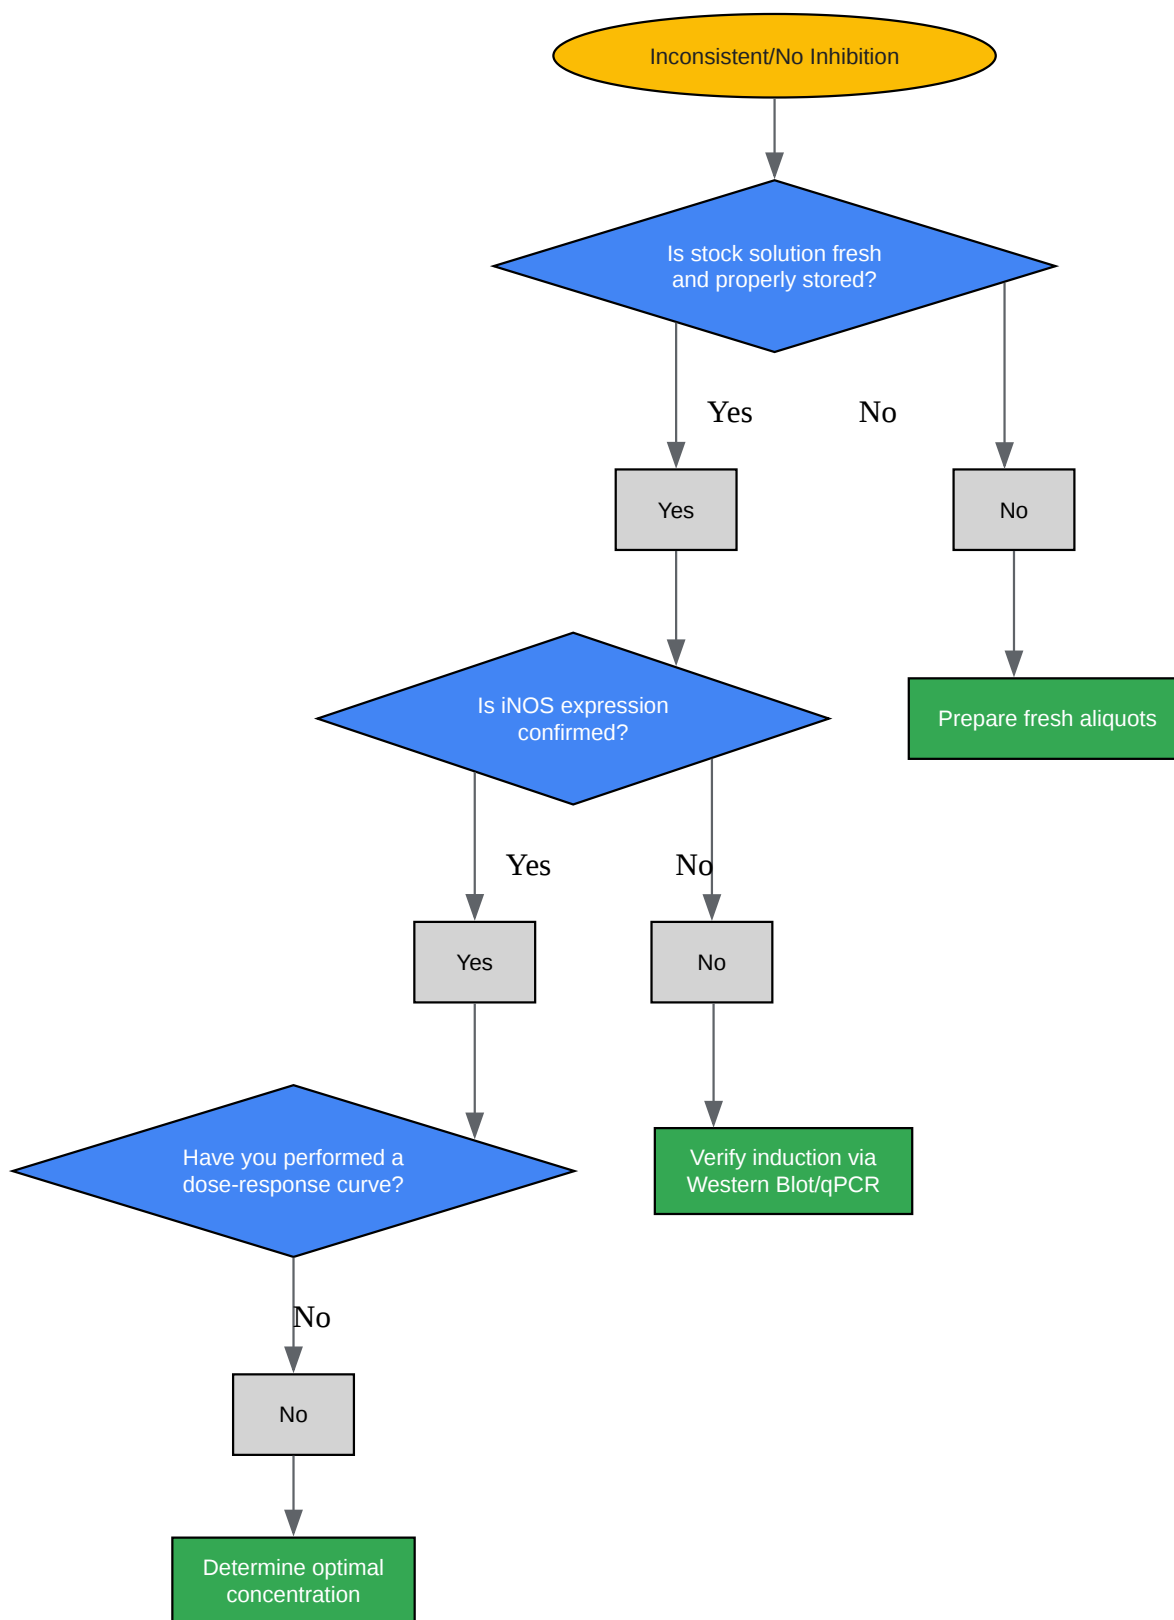 Inconsistent/No Inhibition
Is stock solution fresh
and properly stored?
Yes
No
Yes
No
Is iNOS expression
confirmed?
Prepare fresh aliquots
Yes
No
Yes
No
Have you performed a
dose-response curve?
Verify induction via
Western Blot/qPCR
No
No
Determine optimal
concentration